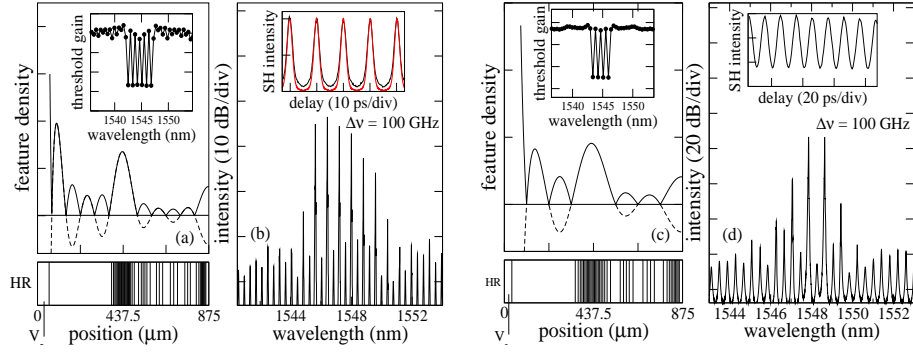 threshold gain
1540 1550
wavelength (nm)
feature density
(a)
HR
0 437.5 875
V
position (μm)
SH intensity
delay (10 ps/div)
Δν = 100 GHz
intensity (10 dB/div)
(b)
1544 1548 1552
wavelength (nm)
threshold gain
1540 1550
wavelength (nm)
feature density
(c)
HR
0 437.5 875
V
position (μm)
SH intensity
delay (20 ps/div)
Δν = 100 GHz
intensity (20 dB/div)
(d)
1544 1546 1548 1550 1552
wavelength (nm)